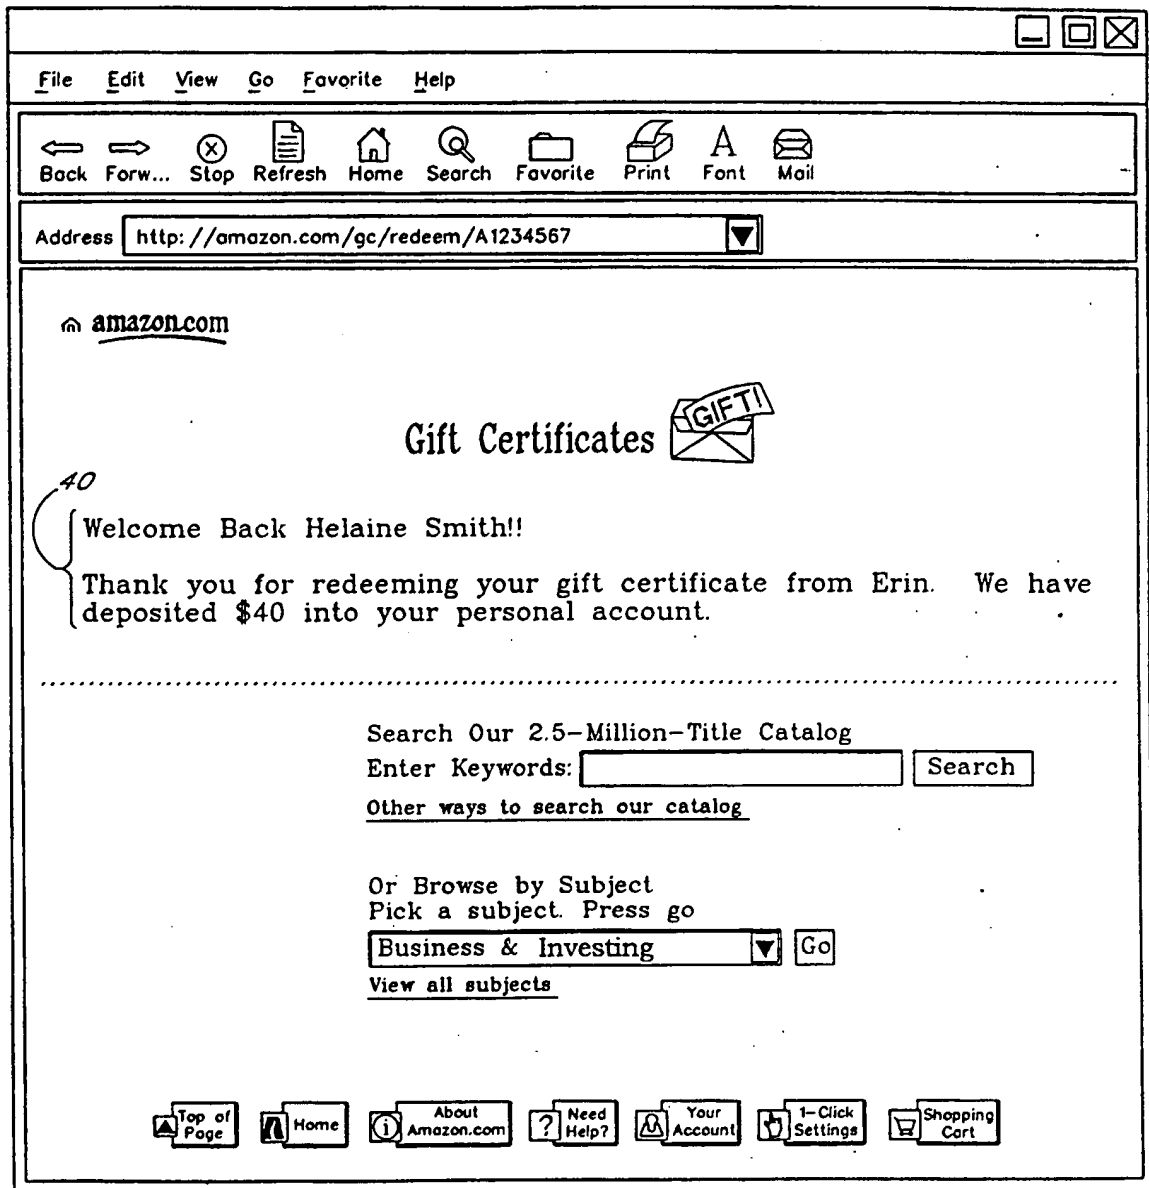 File Edit View Go Favorite Help
Back Forw... Stop Refresh Home Search Favorite Print Font Mail
Address http://amazon.com/gc/redeem/A1234567
amazon.com
GIFT!
Gift Certificates
40
Welcome Back Helaine Smith!!
Thank you for redeeming your gift certificate from Erin. We have
deposited $40 into your personal account.
Search Our 2.5-Million-Title Catalog
Enter Keywords: Search
Other ways to search our catalog
Or Browse by Subject
Pick a subject. Press go
Business & Investing Go
View all subjects
Top of
Page
Home
About
Amazon.com
Need
Help?
Your
Account
1-Click
Settings
Shopping
Cart